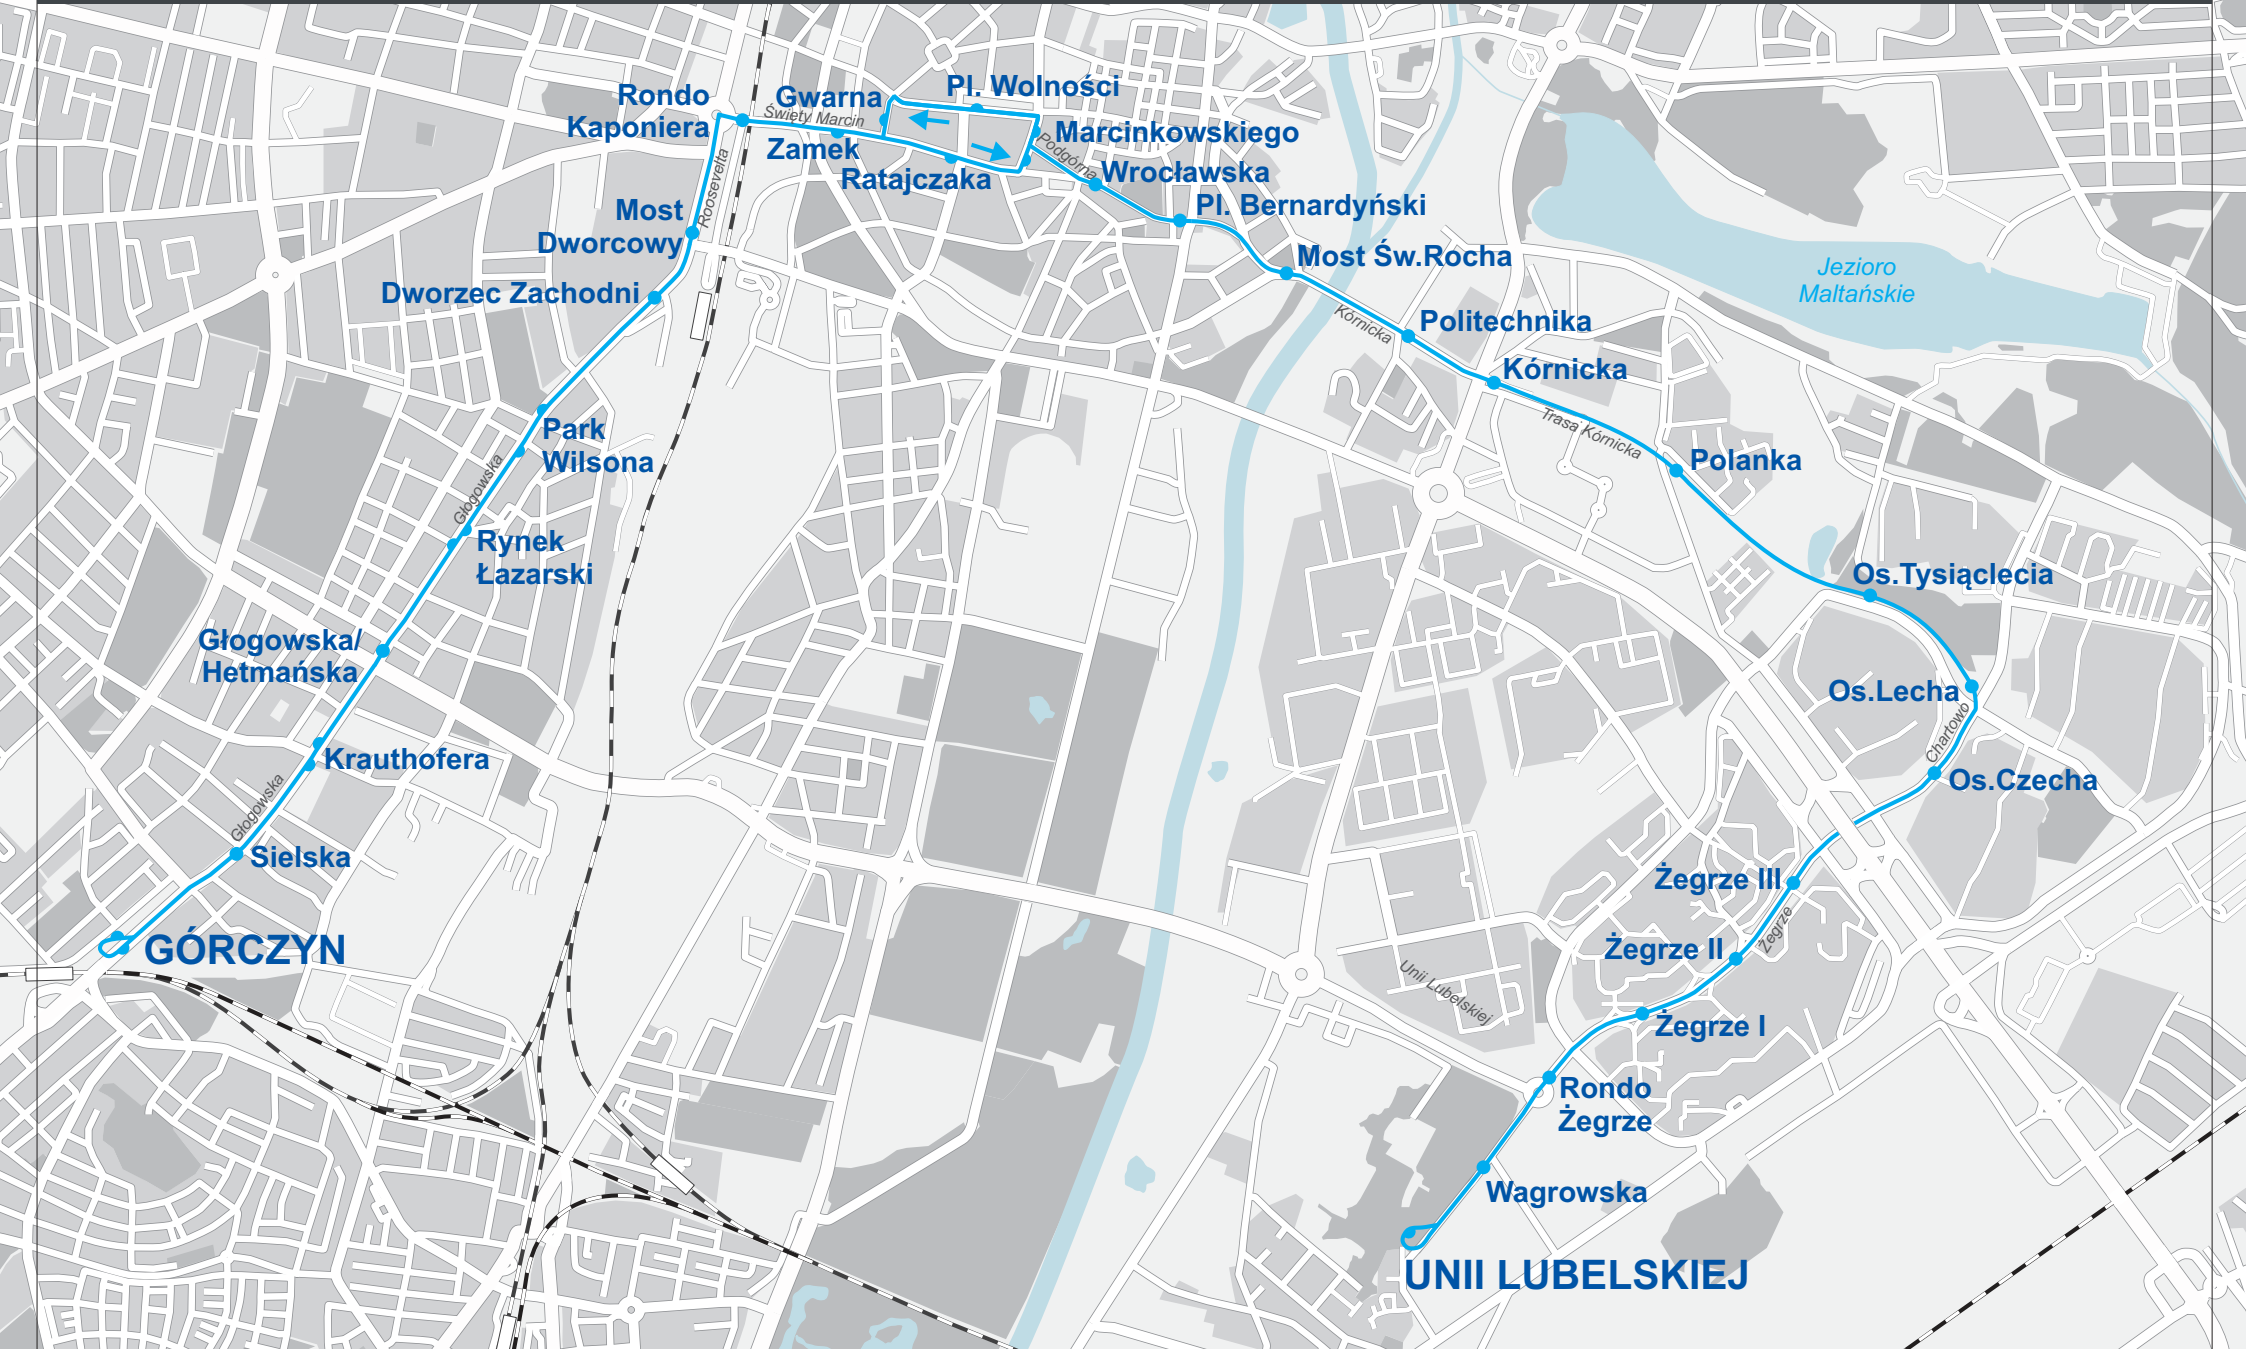 Rondo
Kaponiera
Gwarna
Pl. Wolności
Święty Marcin
Zamek
Ratajczaka
Marcinkowskiego
Podgórna
Wrocławska
Pl. Bernardyński
Most
Dworcowy
Roosevelta
Dworzec Zachodni
Most Św.Rocha
Jezioro
Maltańskie
Kórnicka
Politechnika
Kórnicka
Trasa Kórnicka
Polanka
Park
Wilsona
Głogowska
Rynek
Łazarski
Os.Tysiąclecia
Głogowska/
Hetmańska
Os.Lecha
Chartowo
Os.Czecha
Krauthofera
Głogowska
Sielska
Żegrze III
Żegrze
Żegrze II
GÓRCZYN
Unii Lubelskiej
Żegrze I
Rondo
Żegrze
Wagrowska
UNII LUBELSKIEJ